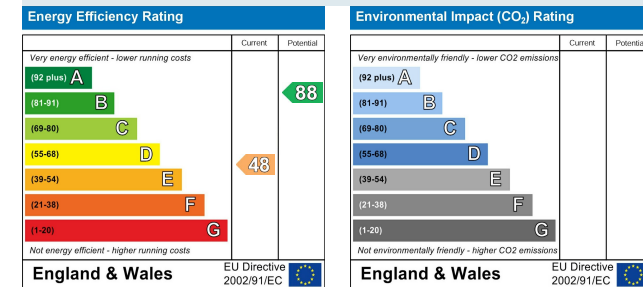 Energy Efficiency Rating
Current Potential
Very energy efficient - lower running costs
(92 plus) A
(81-91) B
88
(69-80) C
(55-68) D
48
(39-54) E
(21-38) F
(1-20) G
Not energy efficient - higher running costs
England & Wales
EU Directive
2002/91/EC
Environmental Impact (CO₂) Rating
Current Potential
Very environmentally friendly - lower CO2 emissions
(92 plus) A
(81-91) B
(69-80) C
(55-68) D
(39-54) E
(21-38) F
(1-20) G
Not environmentally friendly - higher CO2 emissions
England & Wales
EU Directive
2002/91/EC